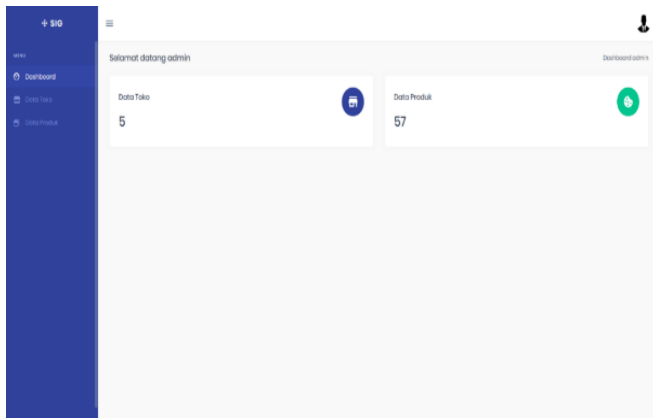 SIG
MENU
Dashboard
Data Toko
Data Produk
Selamat datang admin
Dashboard admin
Data Toko
5
Data Produk
57